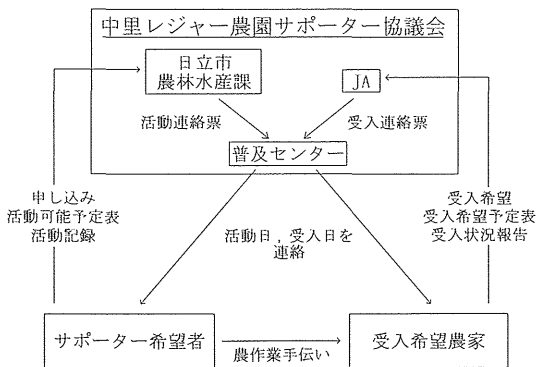 中里レジャー農園サポーター協議会
日立市
農林水産課
JA
活動連絡票
受入連絡票
普及センター
申し込み
活動可能予定表
活動記録
活動日，受入日を
連絡
受入希望
受入希望予定表
受入状況報告
サポーター希望者
農作業手伝い
受入希望農家